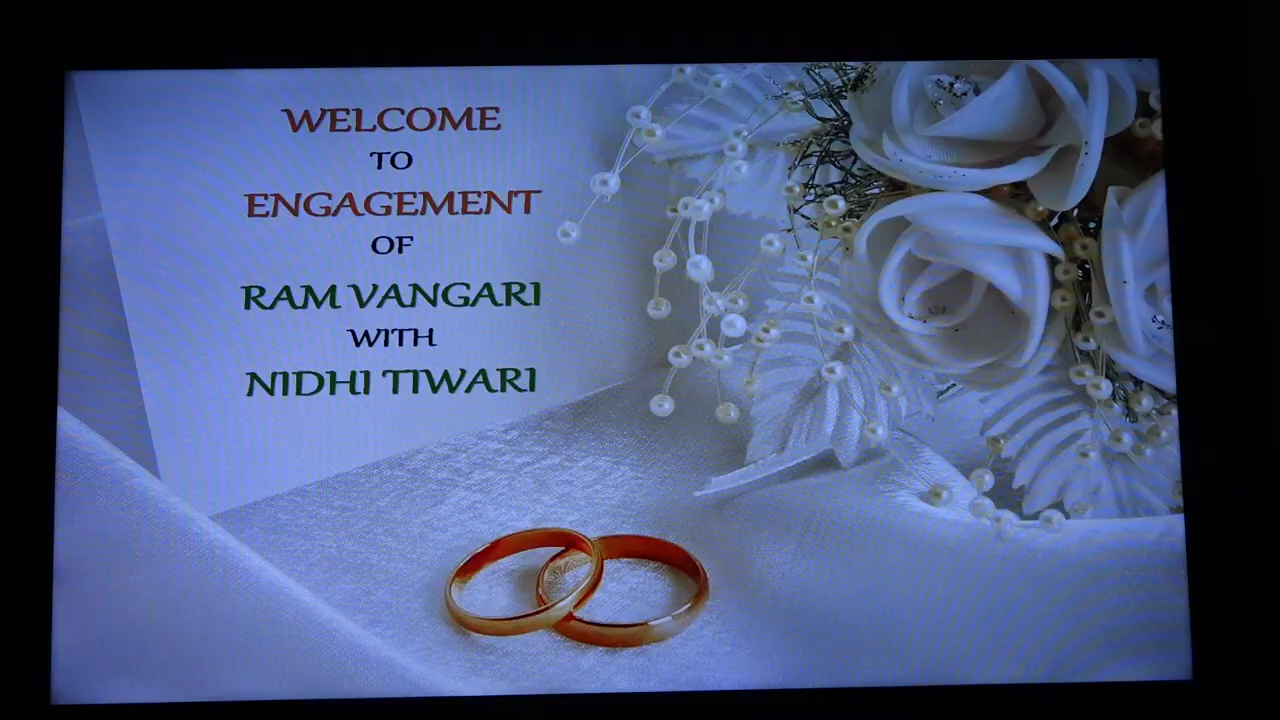 WELCOME
TO
ENGAGEMENT
OF
RAM VANGARI
WITH
NIDHI TIWARI